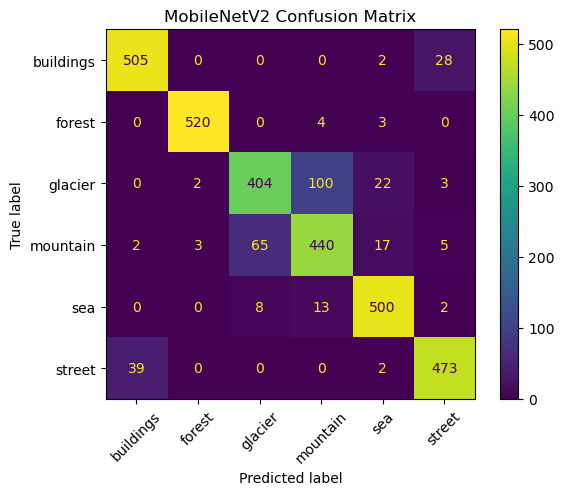 MobileNetV2 Confusion Matrix
True label
buildings 505 0 0 0 2 28
forest 0 520 0 4 3 0
glacier 0 2 404 100 22 3
mountain 2 3 65 440 17 5
sea 0 0 8 13 500 2
street 39 0 0 0 2 473
buildings forest glacier mountain sea street
Predicted label
500
400
300
200
100
0